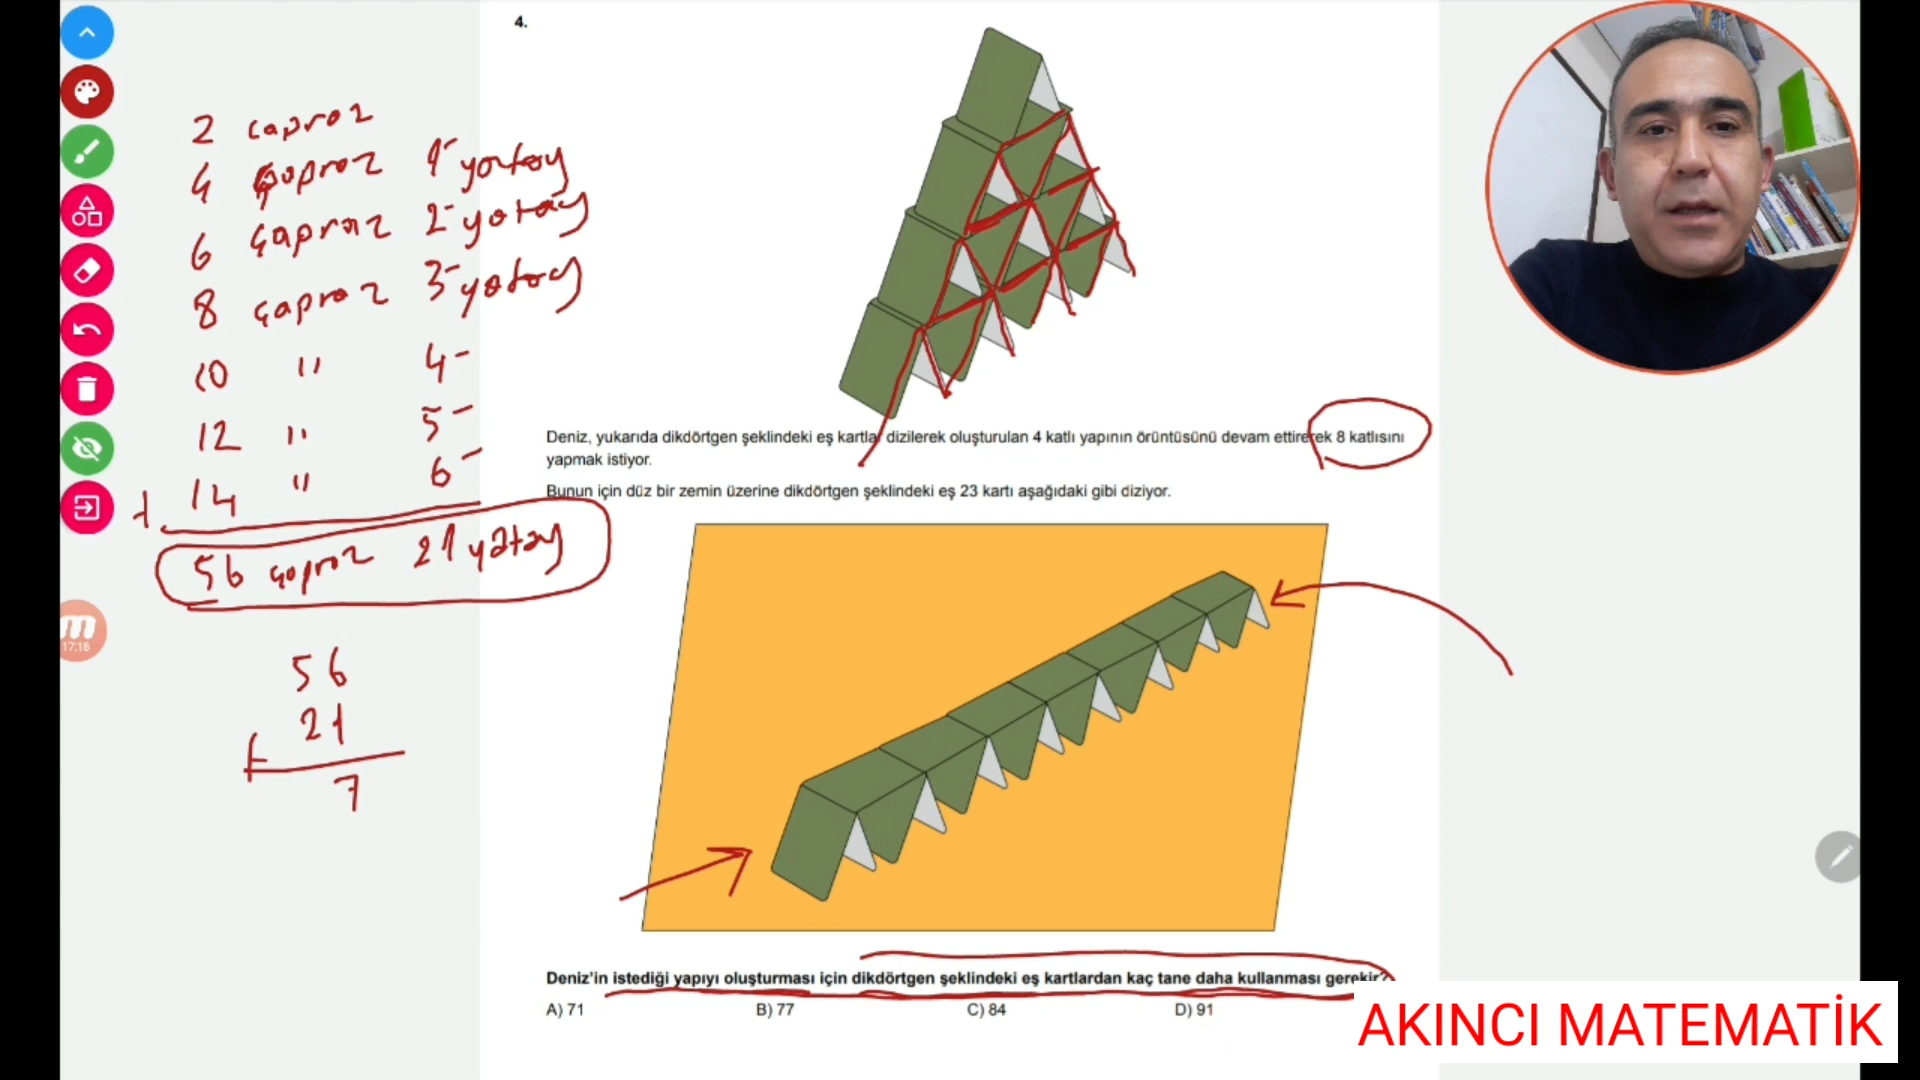 4.
2 çapraz
4 çapraz 1-yatay
6 çapraz 2-yatay
8 çapraz 3-yatay
10 " 4-
12 " 5-
+ 14 " 6-
56 çapraz 21 yatay
56
+ 21
7
m
17:18
Deniz, yukarıda dikdörtgen şeklindeki eş kartlar dizilerek oluşturulan 4 katlı yapının örüntüsünü devam ettirerek 8 katlısını
yapmak istiyor.
Bunun için düz bir zemin üzerine dikdörtgen şeklindeki eş 23 kartı aşağıdaki gibi diziyor.
Deniz'in istediği yapıyı oluşturması için dikdörtgen şeklindeki eş kartlardan kaç tane daha kullanması gerekir?
A) 71 B) 77 C) 84 D) 91
AKINCI MATEMATİK